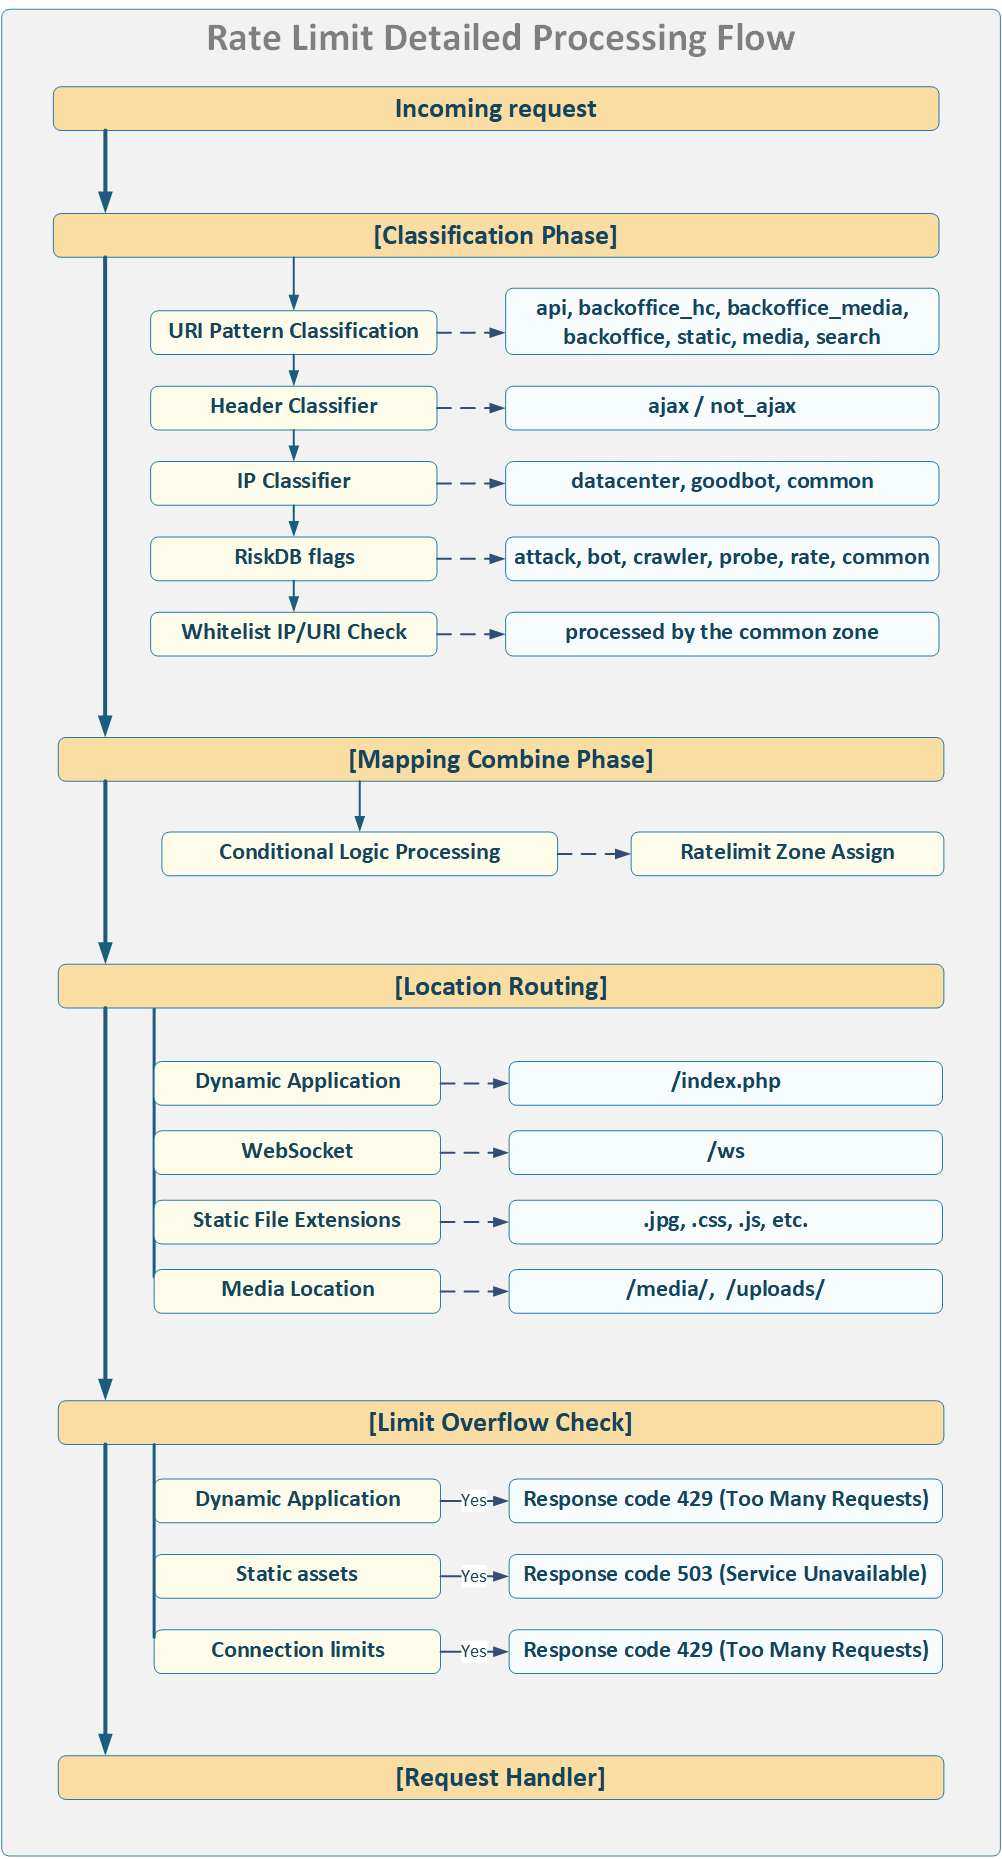 Rate Limit Detailed Processing Flow
Incoming request
[Classification Phase]
URI Pattern Classification
api, backoffice_hc, backoffice_media,
backoffice, static, media, search
Header Classifier
ajax / not_ajax
IP Classifier
datacenter, goodbot, common
RiskDB flags
attack, bot, crawler, probe, rate, common
Whitelist IP/URI Check
processed by the common zone
[Mapping Combine Phase]
Conditional Logic Processing
Ratelimit Zone Assign
[Location Routing]
Dynamic Application
/index.php
WebSocket
/ws
Static File Extensions
.jpg, .css, .js, etc.
Media Location
/media/, /uploads/
[Limit Overflow Check]
Dynamic Application
Yes
Response code 429 (Too Many Requests)
Static assets
Yes
Response code 503 (Service Unavailable)
Connection limits
Yes
Response code 429 (Too Many Requests)
[Request Handler]